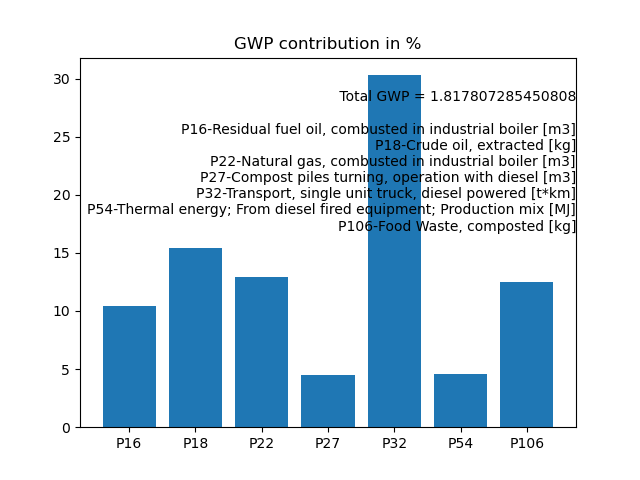 GWP contribution in %
30
25
20
15
10
5
0
Total GWP = 1.817807285450808
P16-Residual fuel oil, combusted in industrial boiler [m3]
P18-Crude oil, extracted [kg]
P22-Natural gas, combusted in industrial boiler [m3]
P27-Compost piles turning, operation with diesel [m3]
P32-Transport, single unit truck, diesel powered [t*km]
P54-Thermal energy; From diesel fired equipment; Production mix [MJ]
P106-Food Waste, composted [kg]
P16 P18 P22 P27 P32 P54 P106